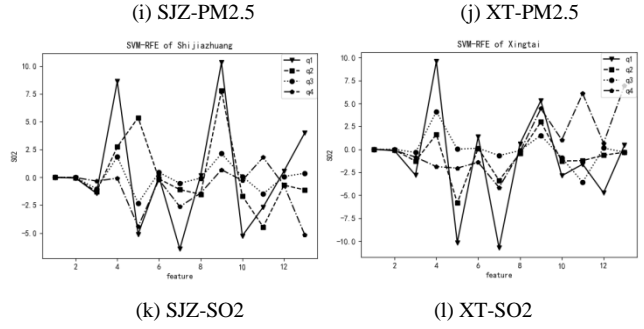 (i) SJZ-PM2.5 (j) XT-PM2.5
SVM-RFE of Shijiazhuang
SVM-RFE of Xingtai
q1
q2
q3
q4
q1
q2
q3
q4
10.0
7.5
5.0
2.5
0.0
-2.5
-5.0
SO2
10.0
7.5
5.0
2.5
0.0
-2.5
-5.0
-7.5
-10.0
SO2
2 4 6 8 10 12
feature
2 4 6 8 10 12
feature
(k) SJZ-SO2 (l) XT-SO2